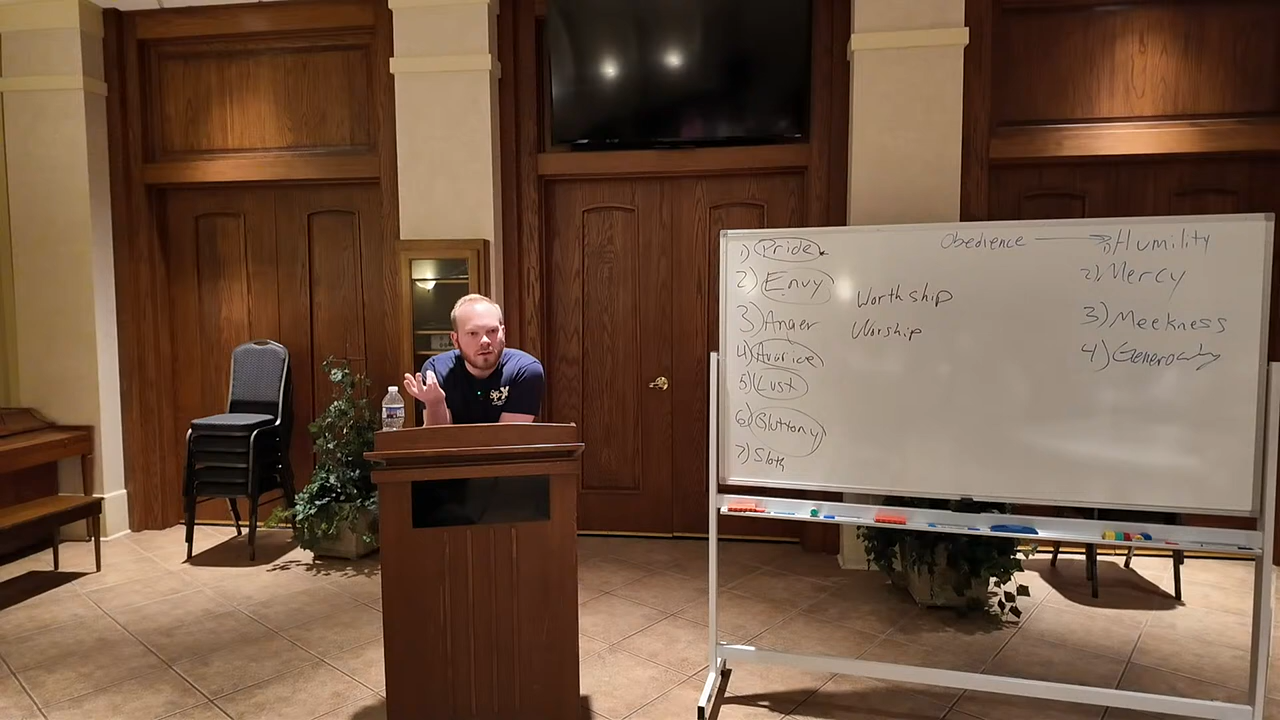 1) Pride
2) Envy
3) Anger
4) Avarice
5) Lust
6) Gluttony
7) Sloth
Worthship
Worship
Obedience → 1) Humility
2) Mercy
3) Meekness
4) Generosity